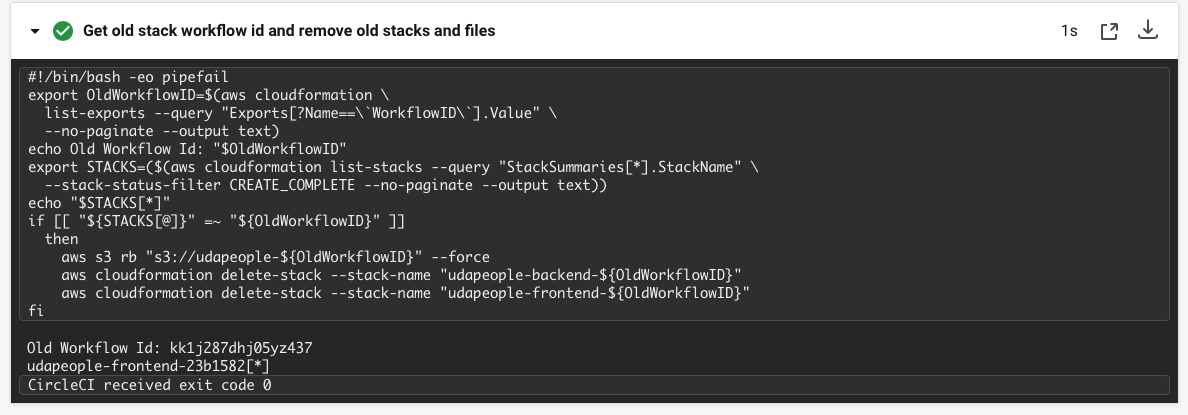 Get old stack workflow id and remove old stacks and files
1s
#!/bin/bash -eo pipefail
export OldWorkflowID=$(aws cloudformation \
  list-exports --query "Exports[?Name==\`WorkflowID\`].Value" \
  --no-paginate --output text)
echo Old Workflow Id: "$OldWorkflowID"
export STACKS=($(aws cloudformation list-stacks --query "StackSummaries[*].StackName" \
  --stack-status-filter CREATE_COMPLETE --no-paginate --output text))
echo "$STACKS[*]"
if [[ "${STACKS[@]}" =~ "${OldWorkflowID}" ]]
  then
    aws s3 rb "s3://udapeople-${OldWorkflowID}" --force
    aws cloudformation delete-stack --stack-name "udapeople-backend-${OldWorkflowID}"
    aws cloudformation delete-stack --stack-name "udapeople-frontend-${OldWorkflowID}"
fi
Old Workflow Id: kk1j287dhj05yz437
udapeople-frontend-23b1582[*]
CircleCI received exit code 0